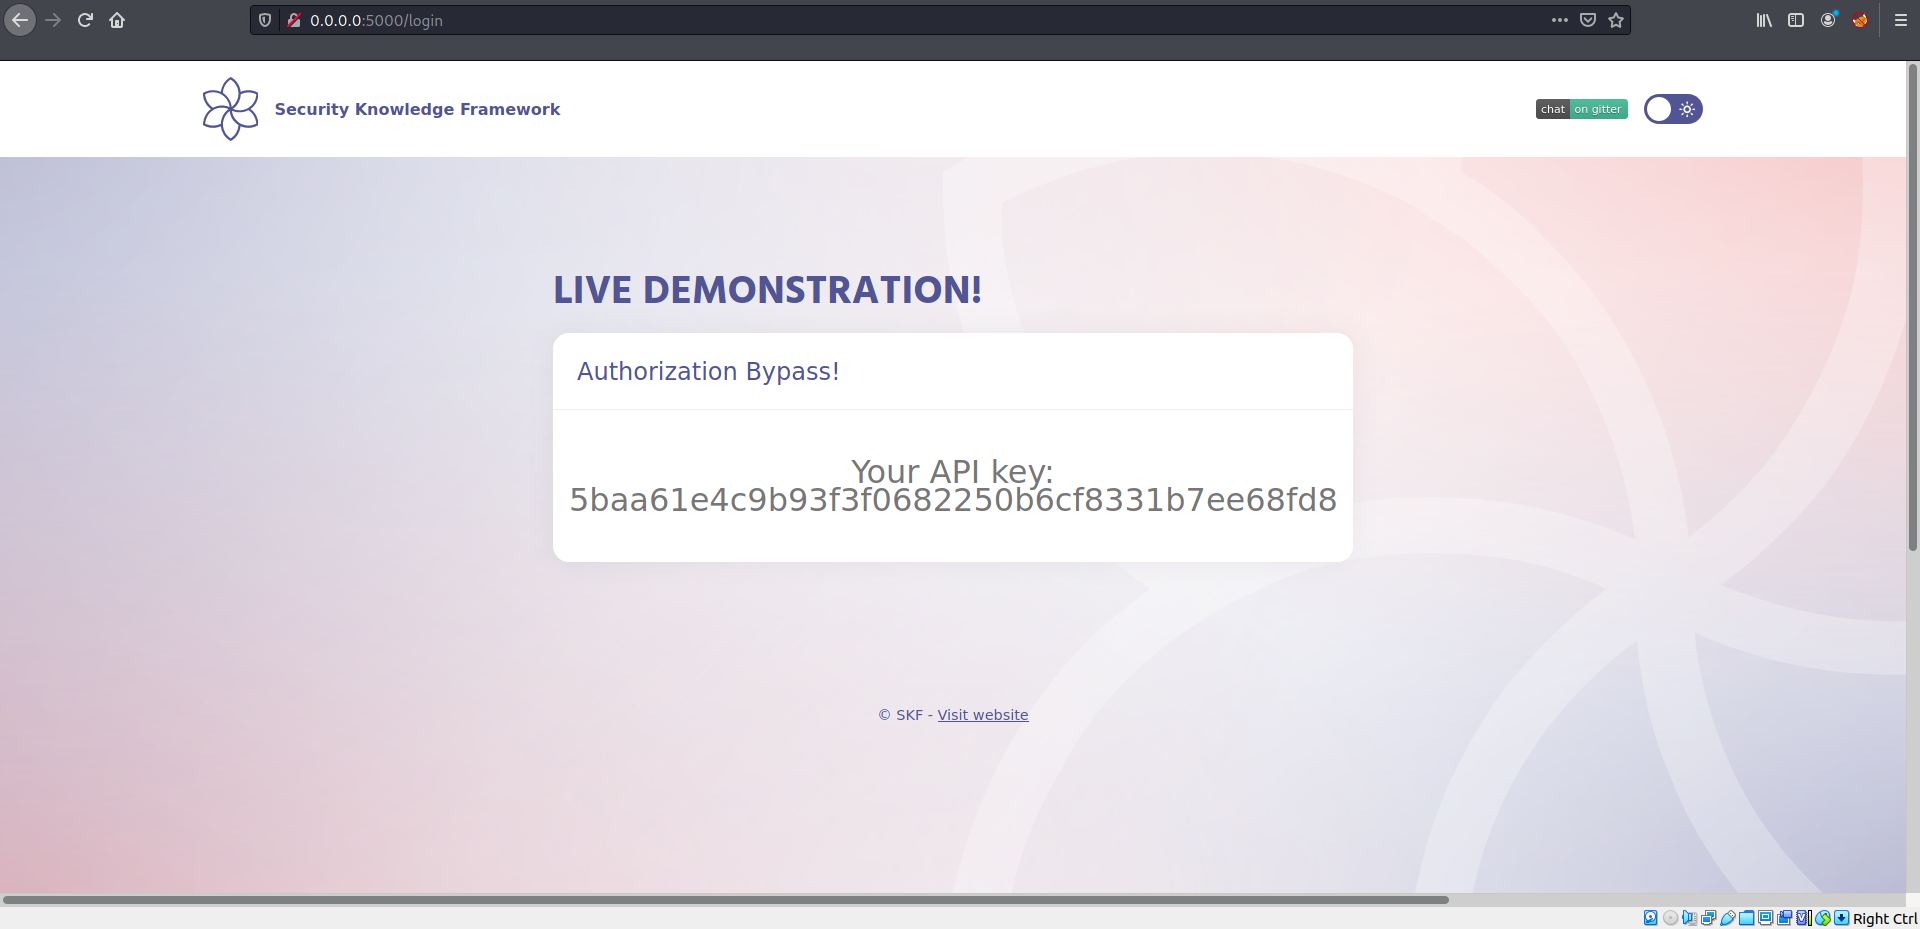 0.0.0.0:5000/login
Security Knowledge Framework
chat on gitter
LIVE DEMONSTRATION!
Authorization Bypass!
Your API key:
5baa61e4c9b93f3f0682250b6cf8331b7ee68fd8
© SKF - Visit website
Right Ctrl